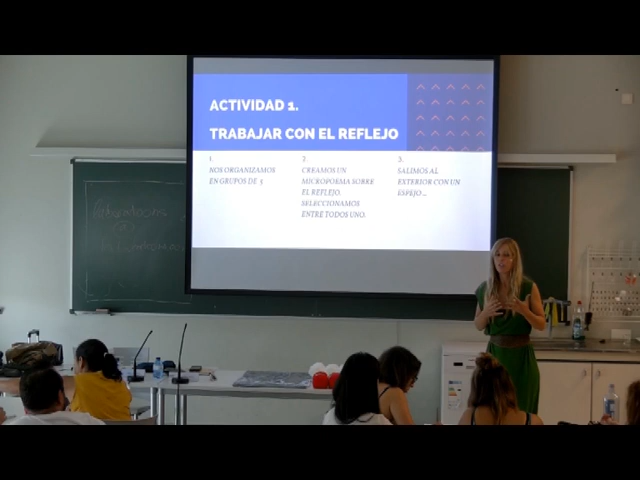 ACTIVIDAD 1.
TRABAJAR CON EL REFLEJO
1.
NOS ORGANIZAMOS
EN GRUPOS DE 5
2.
CREAMOS UN
MICROPOEMA SOBRE
EL REFLEJO.
SELECCIONAMOS
ENTRE TODOS UNO.
3.
SALIMOS AL
EXTERIOR CON UN
ESPEJO ...